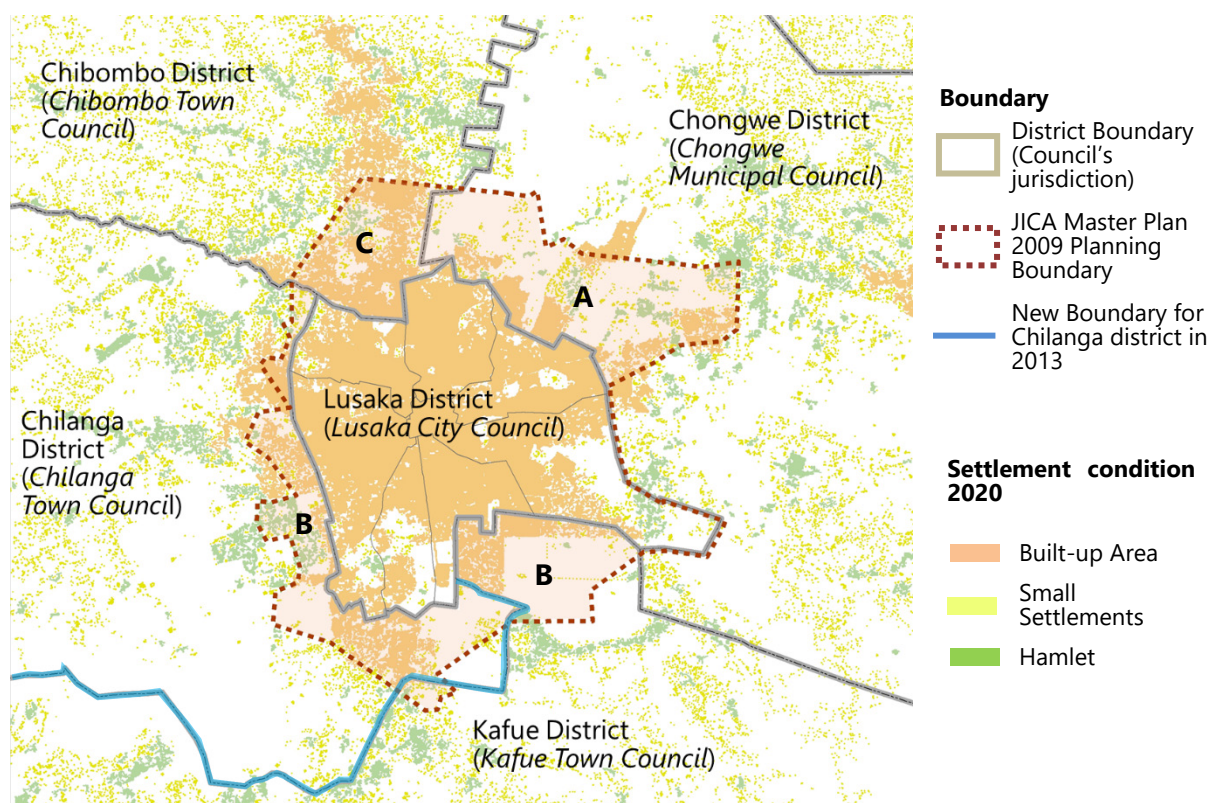 Chibombo District
(Chibombo Town
Council)
Chongwe District
(Chongwe
Municipal Council)
C
A
Lusaka District
(Lusaka City Council)
Chilanga
District
(Chilanga
Town Council)
B
B
Kafue District
(Kafue Town Council)
Boundary
District Boundary
(Council's
jurisdiction)
JICA Master Plan
2009 Planning
Boundary
New Boundary for
Chilanga district in
2013
Settlement condition
2020
Built-up Area
Small
Settlements
Hamlet